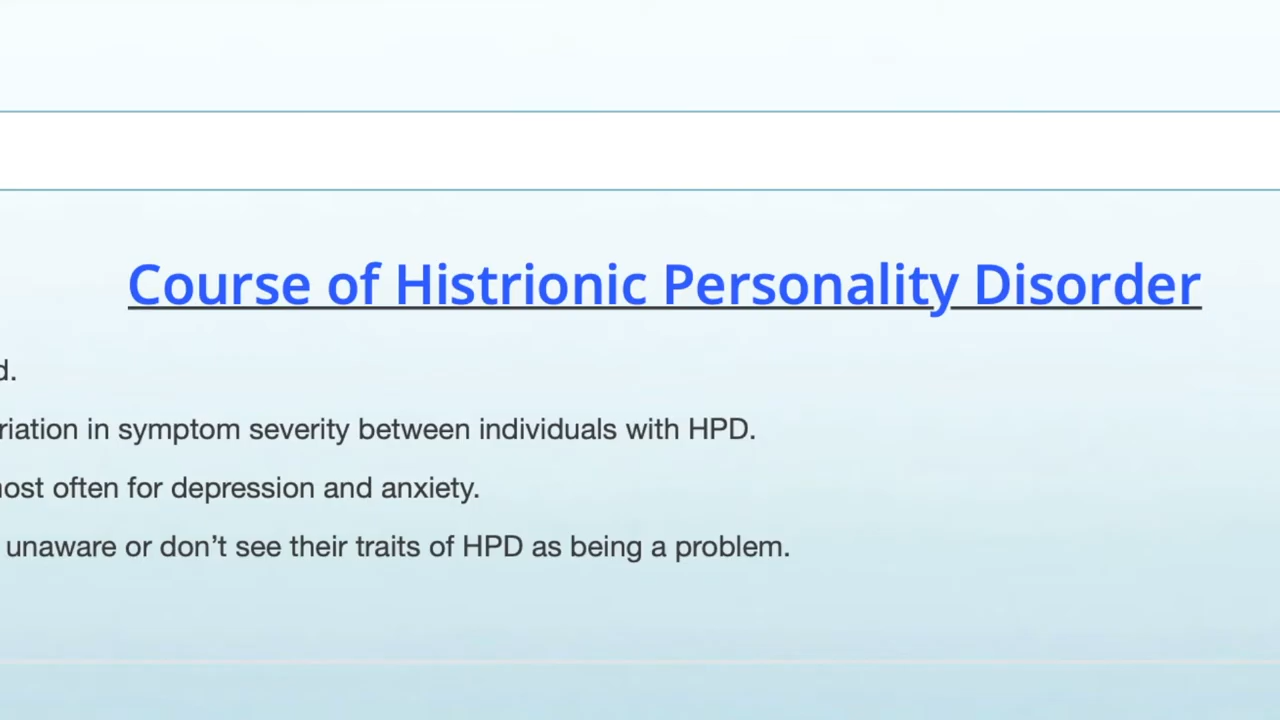 Course of Histrionic Personality Disorder
d.
riation in symptom severity between individuals with HPD.
ost often for depression and anxiety.
unaware or don’t see their traits of HPD as being a problem.